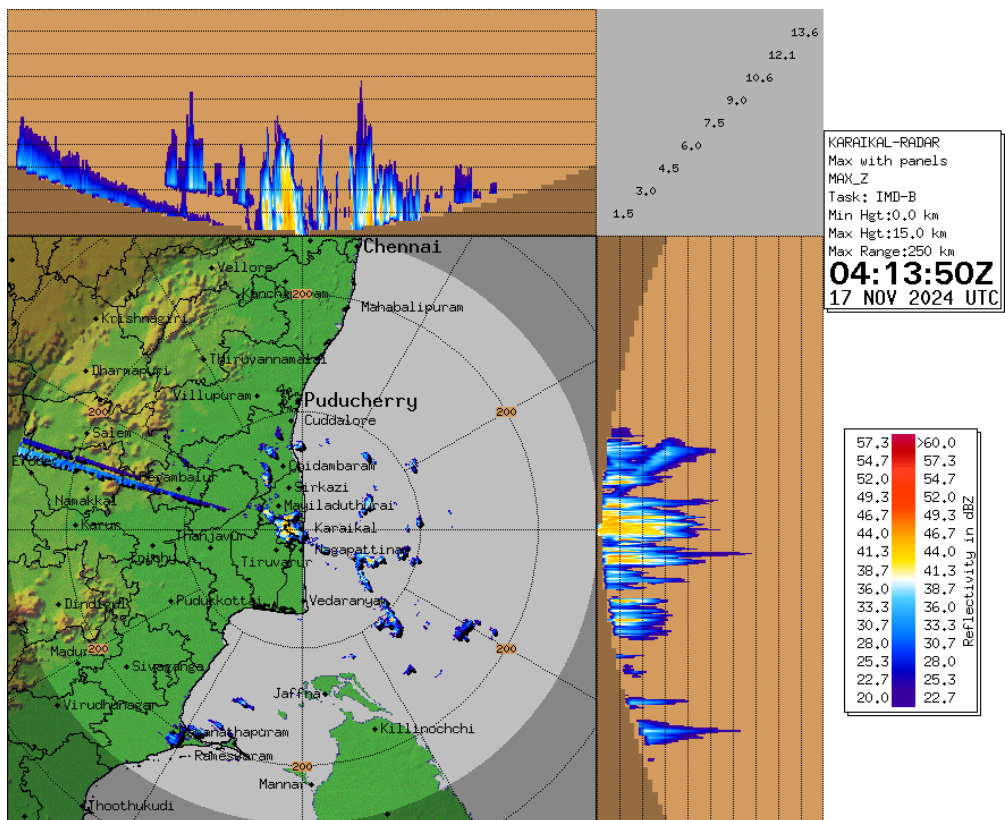 13.6
12.1
10.6
9.0
7.5
6.0
4.5
3.0
1.5
KARAIKAL-RADAR
Max with panels
MAX_Z
Task: IMD-B
Min Hgt:0.0 km
Max Hgt:15.0 km
Max Range:250 km
04:13:50Z
17 NOV 2024 UTC
Chennai
Vellore
200
Mahabalipuram
Krishnagiri
Thiruvannamalai
Dharmapuri
Villupuram
Puducherry
200
200
Cuddalore
Salem
Chidambaram
Perambalur
Sirkazi
Namakkal
Mayiladuthurai
Karur
Karaikal
Thanjavur
Nagapattinam
Tiruvarur
Dindigul
Pudukkottai
Vedaranyam
200
200
Sivaganga
Jaffna
Virudhunagar
Killinochchi
Ramanathapuram
Rameswaram
200
Mannar
Thoothukudi
57.3 >60.0
54.7 57.3
52.0 54.7
49.3 52.0
46.7 49.3
44.0 46.7
41.3 44.0
38.7 41.3
36.0 38.7
33.3 36.0
30.7 33.3
28.0 30.7
25.3 28.0
22.7 25.3
20.0 22.7
Reflectivity in dBZ